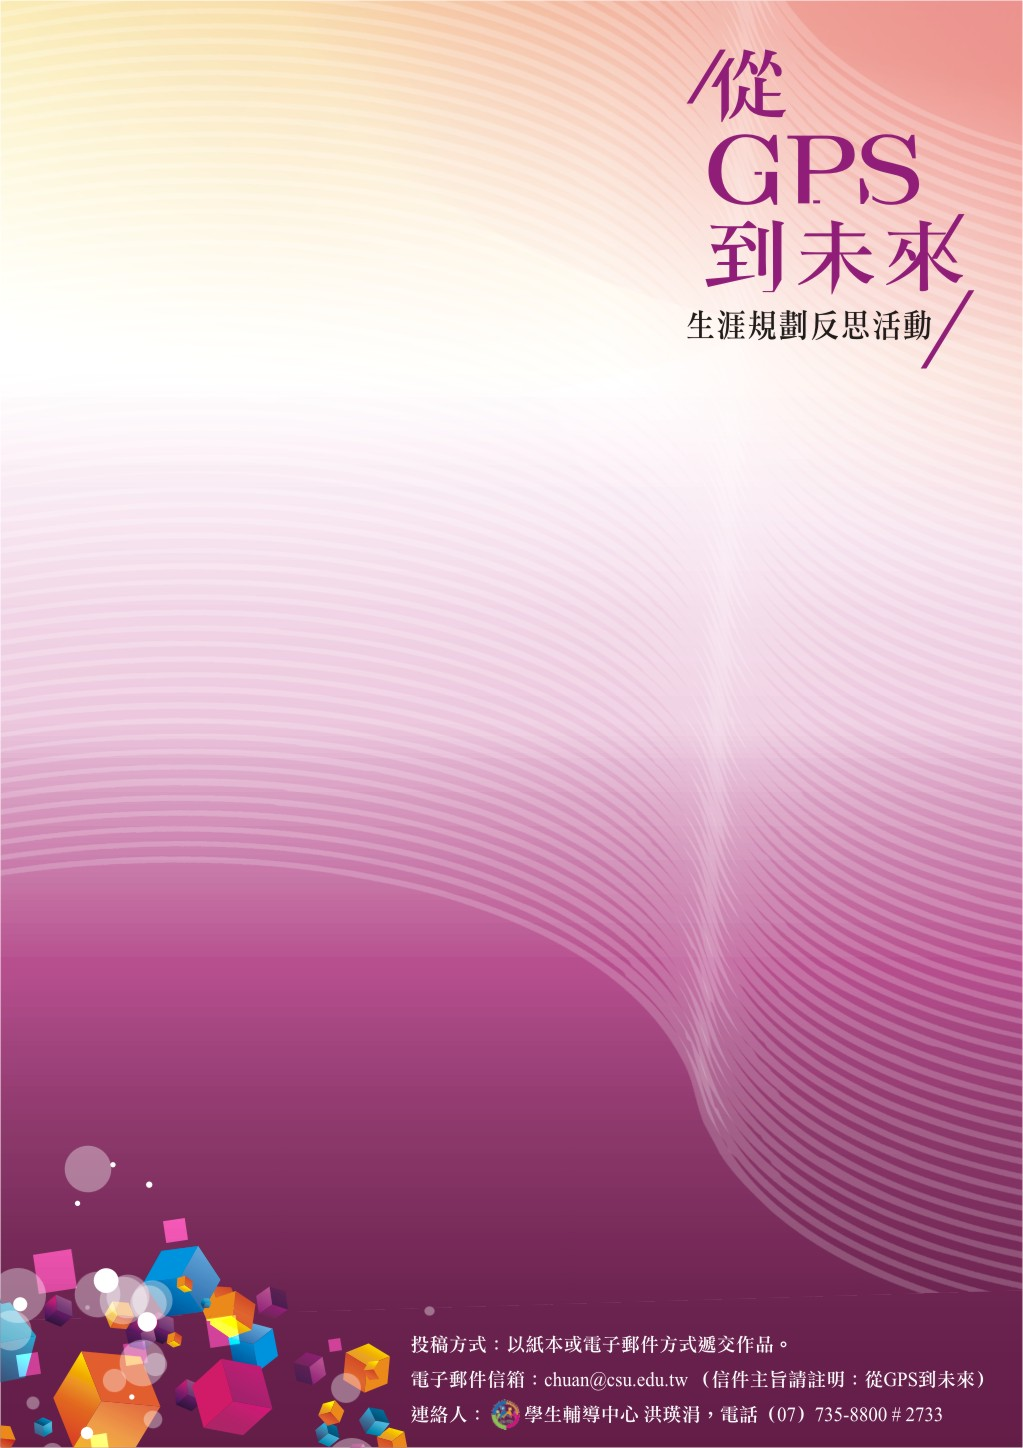 從
GPS
到未來
生涯規劃反思活動
投稿方式：以紙本或電子郵件方式遞交作品。
電子郵件信箱：chuan@csu.edu.tw（信件主旨請註明：從GPS到未來）
連絡人：學生輔導中心 洪瑛涓，電話（07）735-8800 # 2733